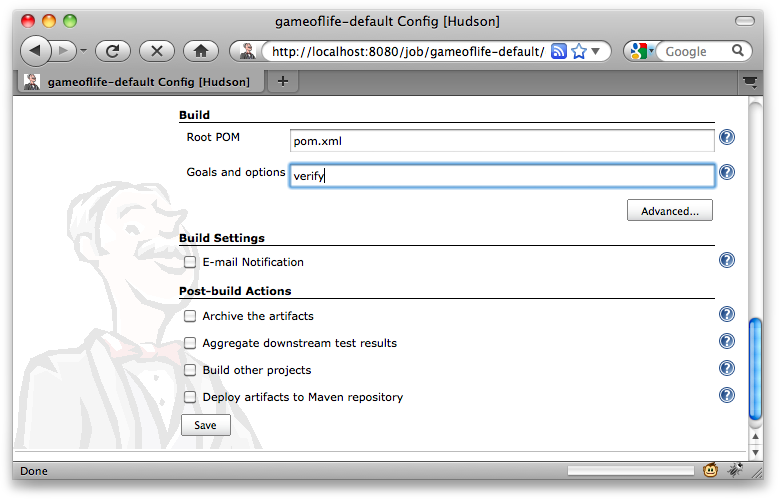 gameoflife-default Config [Hudson]
http://localhost:8080/job/gameoflife-default/
Google
gameoflife-default Config [Hudson]
Build
Root POM pom.xml
Goals and options verify
Advanced...
Build Settings
E-mail Notification
Post-build Actions
Archive the artifacts
Aggregate downstream test results
Build other projects
Deploy artifacts to Maven repository
Save
Done